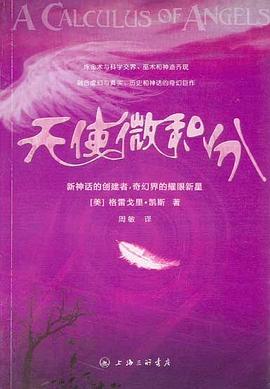 A CALCULUS OF ANGELS
炼金术与科学交界、巫术和神迹齐现
融合虚幻与真实、历史和神话的奇幻巨作
天使微积分
新神话的创建者，奇幻界的耀眼新星
[美] 格雷戈里·凯斯 著
周敏 译
上海三联书店